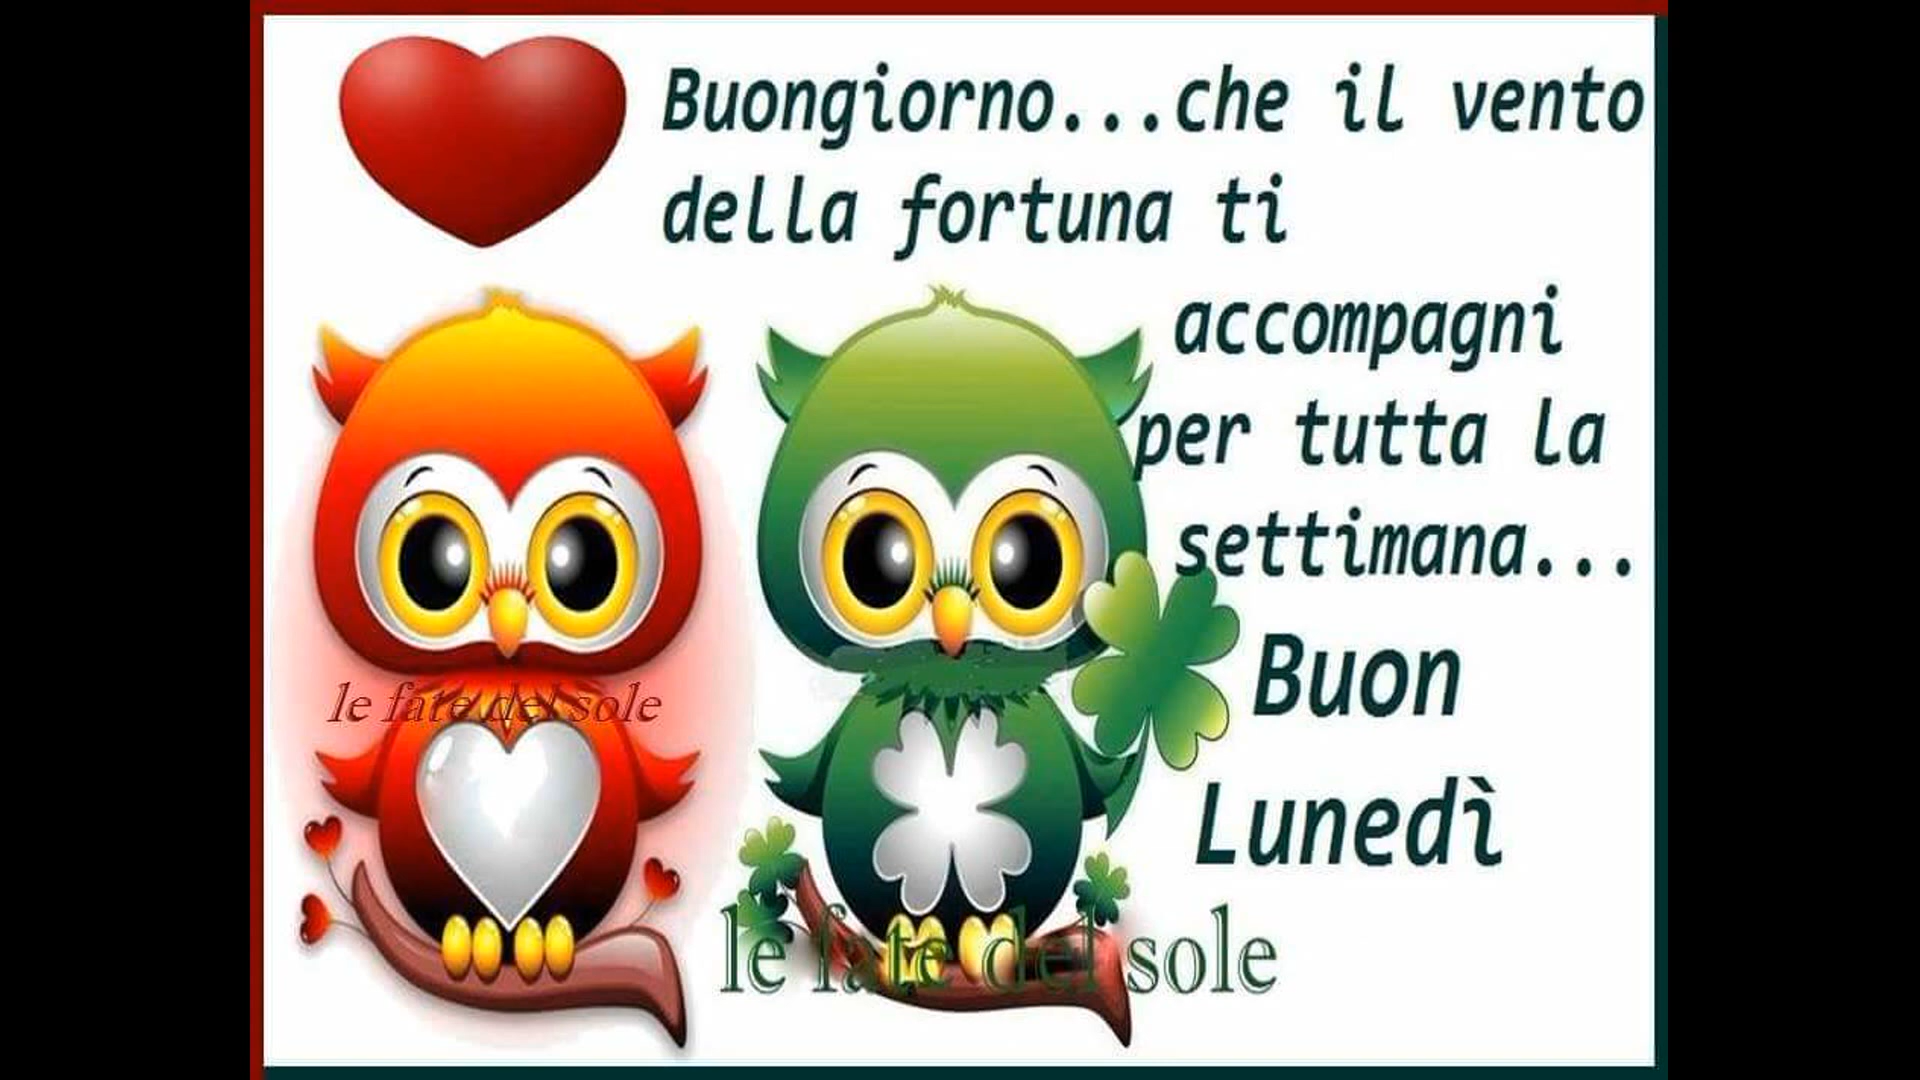 Buongiorno...che il vento
della fortuna ti
accompagni
per tutta la
settimana...
Buon
Lunedì
le fate del sole
le fate del sole